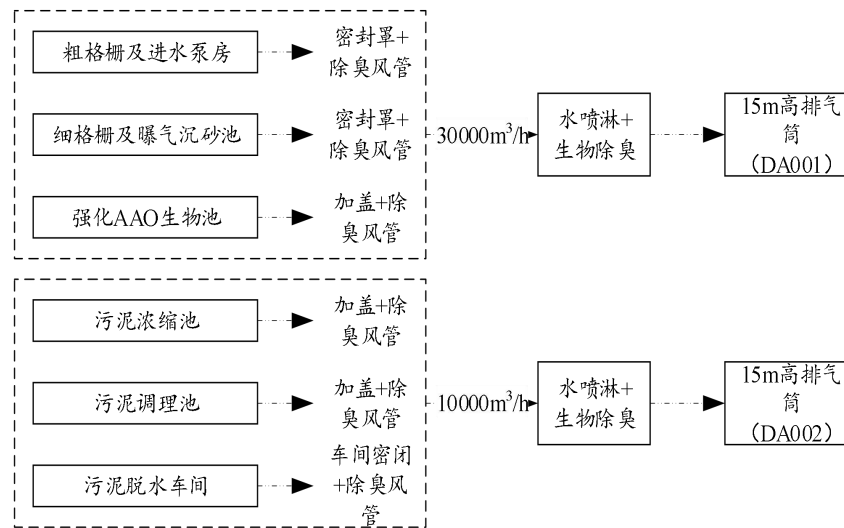 粗格栅及进水泵房
密封罩+
除臭风管
细格栅及曝气沉砂池
密封罩+
除臭风管
强化AAO生物池
加盖+除
臭风管
30000m³/h
水喷淋+
生物除臭
15m高排气
筒
（DA001）
污泥浓缩池
加盖+除
臭风管
污泥调理池
加盖+除
臭风管
污泥脱水车间
车间密闭
+除臭风
管
10000m³/h
水喷淋+
生物除臭
15m高排气
筒
（DA002）